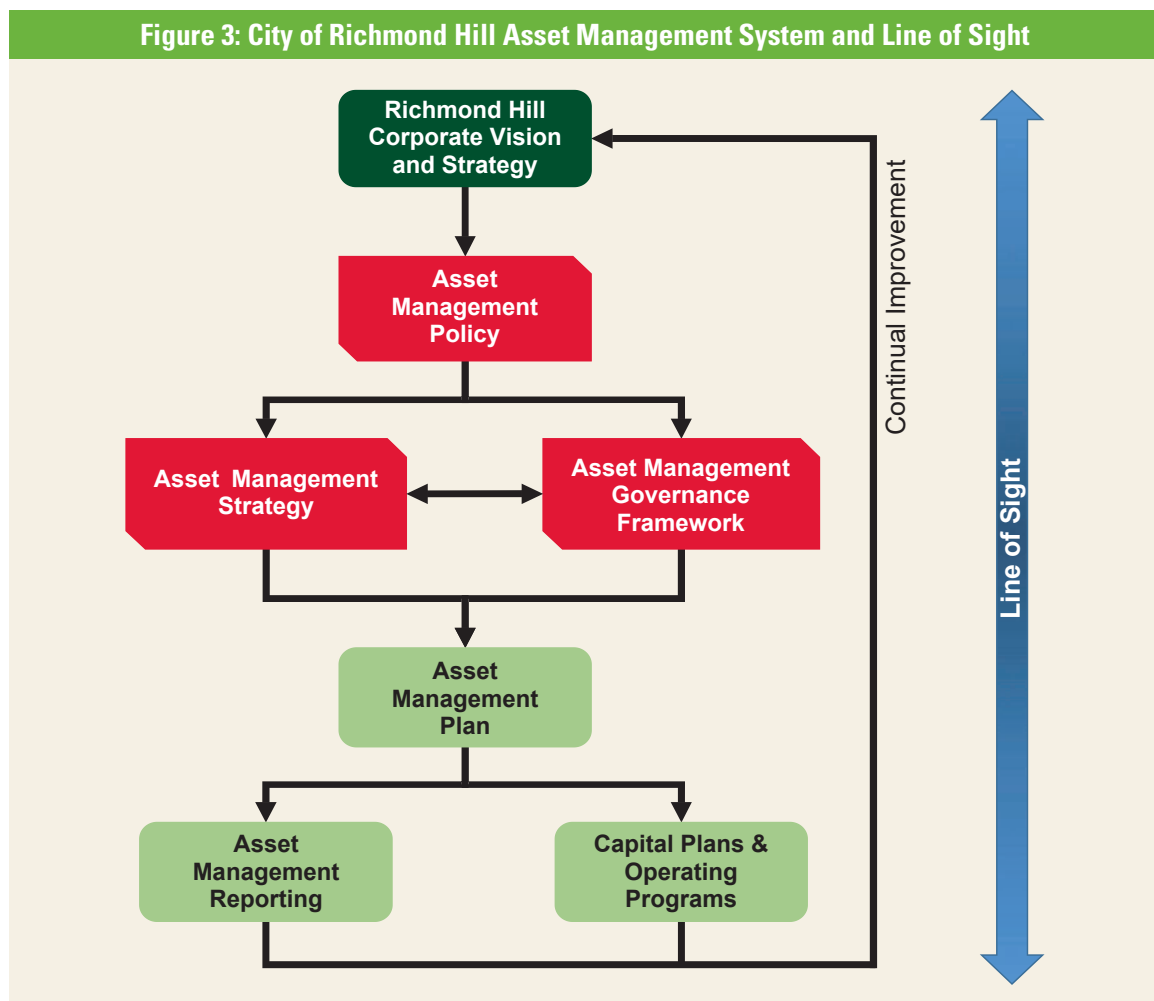 Figure 3: City of Richmond Hill Asset Management System and Line of Sight
Richmond Hill
Corporate Vision
and Strategy
Asset
Management
Policy
Asset Management
Strategy
Asset Management
Governance
Framework
Asset
Management
Plan
Asset
Management
Reporting
Capital Plans &
Operating
Programs
Continual Improvement
Line of Sight